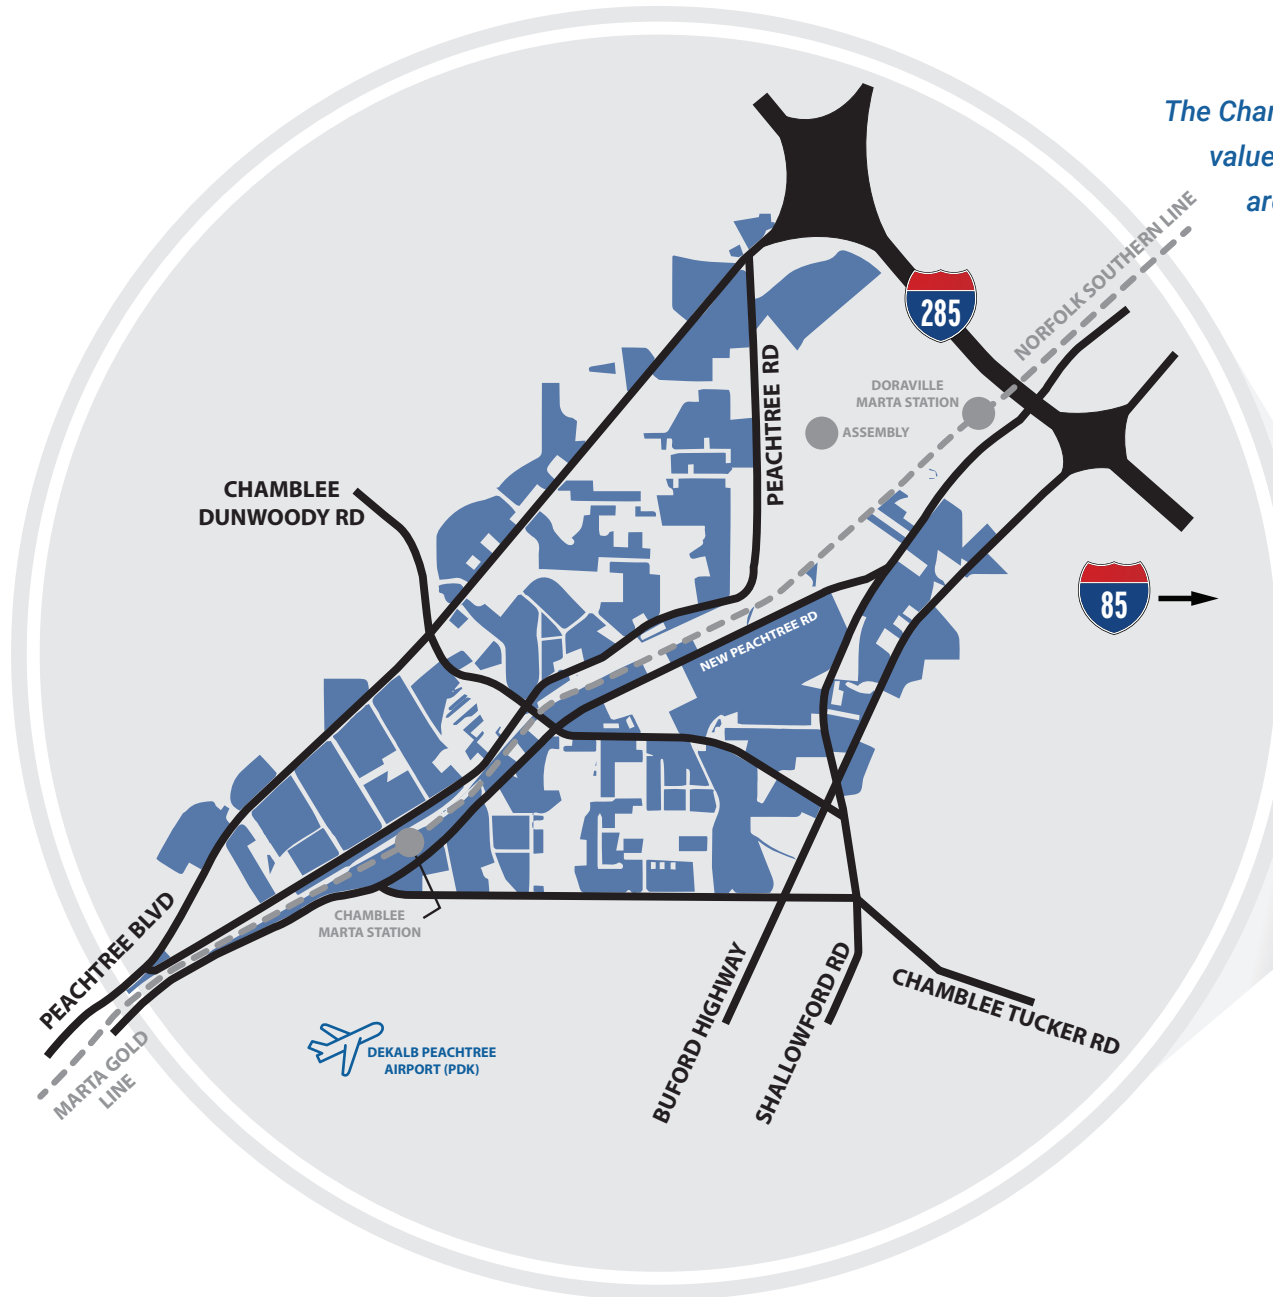 The Char
value
are
NORFOLK SOUTHERN LINE
285
PEACHTREE RD
DORAVILLE
MARTA STATION
ASSEMBLY
CHAMBLEE
DUNWOODY RD
85
NEW PEACHTREE RD
CHAMBLEE
MARTA STATION
PEACHTREE BLVD
MARTA GOLD
LINE
DEKALB PEACHTREE
AIRPORT (PDK)
BUFORD HIGHWAY
SHALLOWFORD RD
CHAMBLEE TUCKER RD